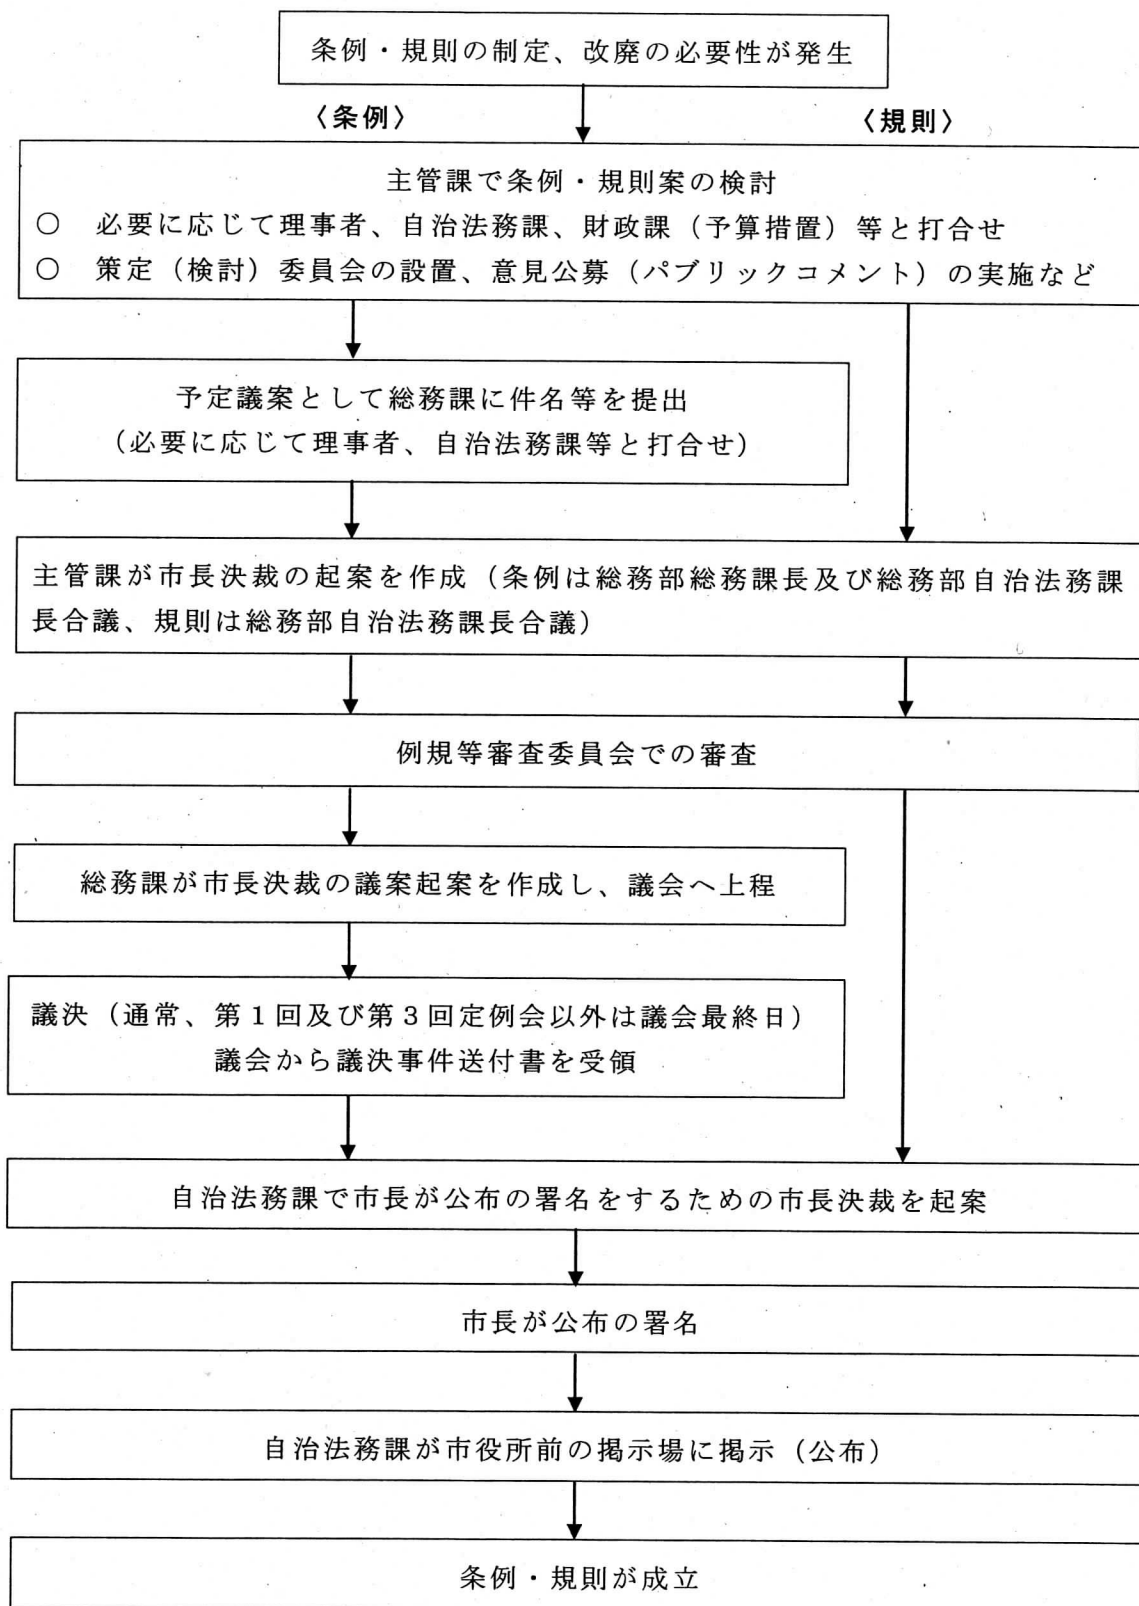 条例・規則の制定、改廃の必要性が発生
〈条例〉
〈規則〉
主管課で条例・規則案の検討
○ 必要に応じて理事者、自治法務課、財政課（予算措置）等と打合せ
○ 策定（検討）委員会の設置、意見公募（パブリックコメント）の実施など
予定議案として総務課に件名等を提出
（必要に応じて理事者、自治法務課等と打合せ）
主管課が市長決裁の起案を作成（条例は総務部総務課長及び総務部自治法務課
長合議、規則は総務部自治法務課長合議）
例規等審査委員会での審査
総務課が市長決裁の議案起案を作成し、議会へ上程
議決（通常、第１回及び第３回定例会以外は議会最終日）
議会から議決事件送付書を受領
自治法務課で市長が公布の署名をするための市長決裁を起案
市長が公布の署名
自治法務課が市役所前の掲示場に掲示（公布）
条例・規則が成立